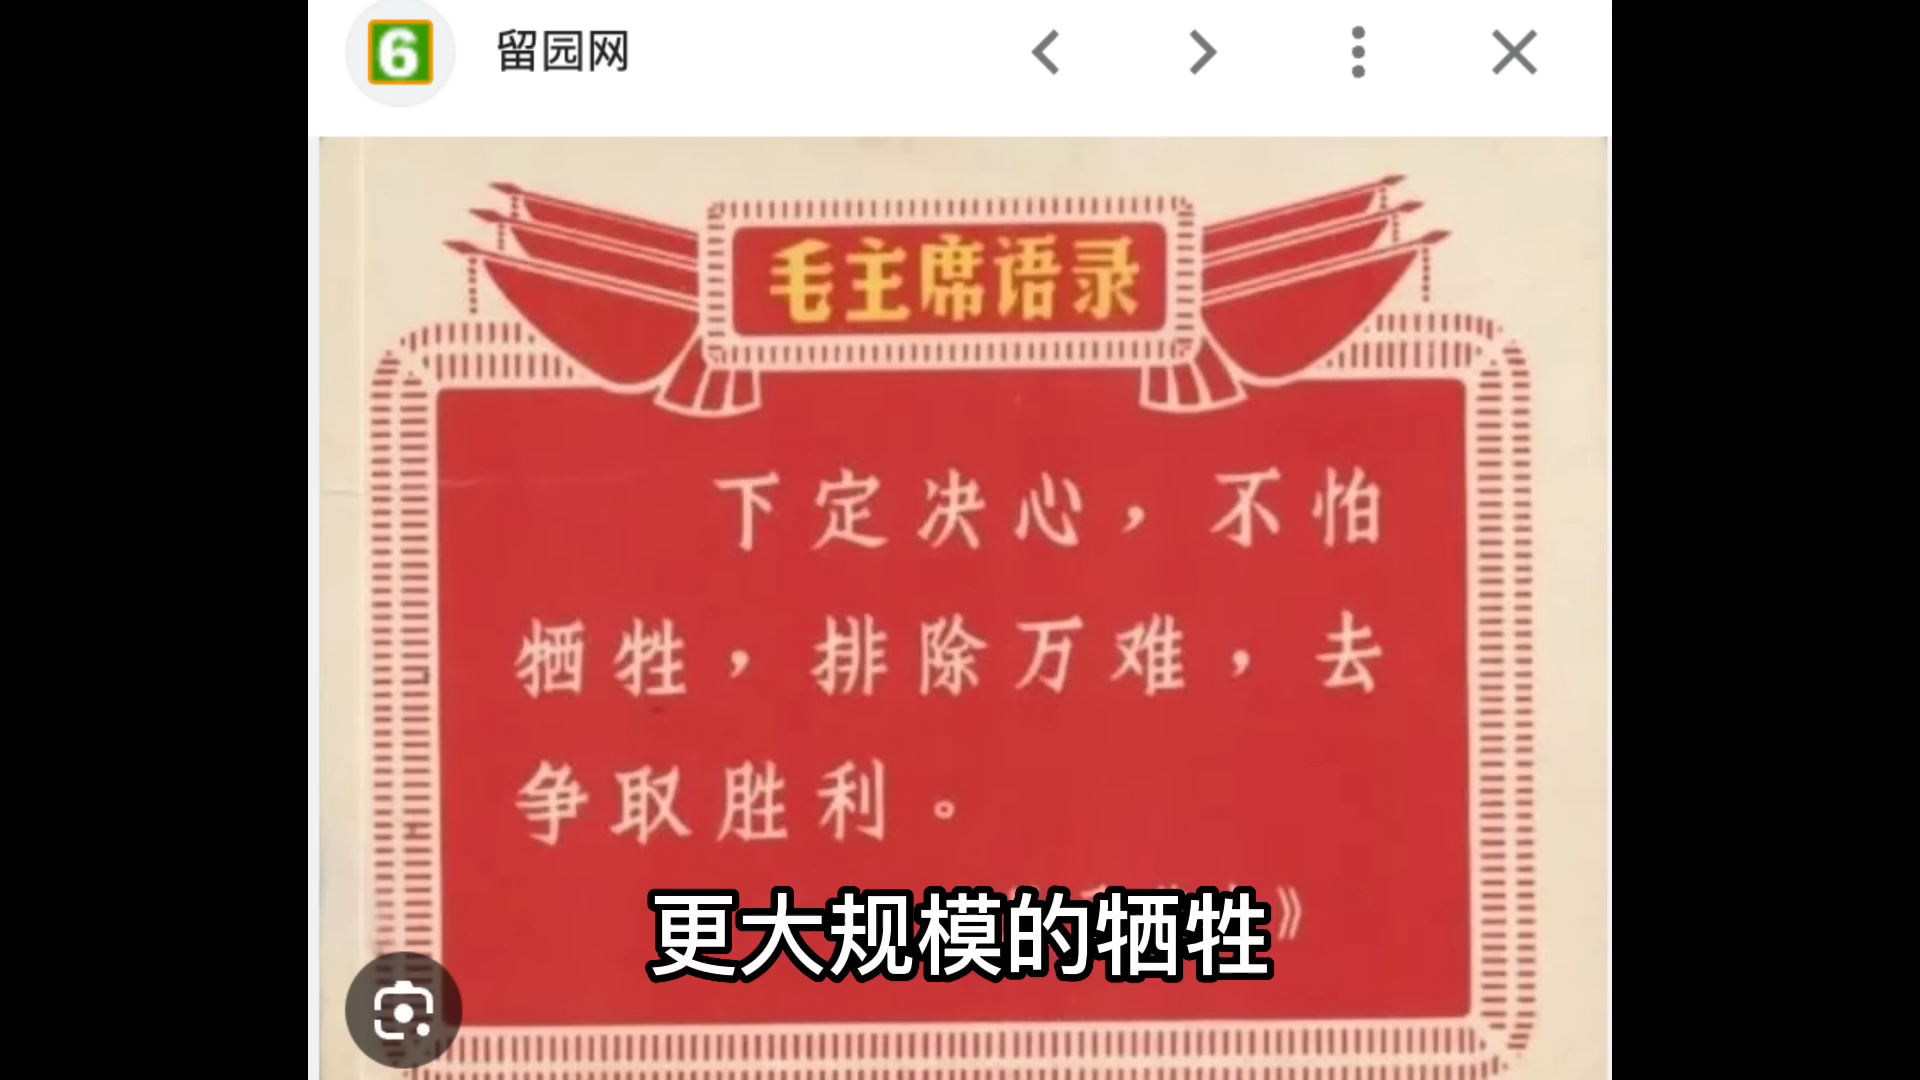 留园网
毛主席语录
下定决心，不怕
牺牲，排除万难，去
争取胜利。
更大规模的牺牲